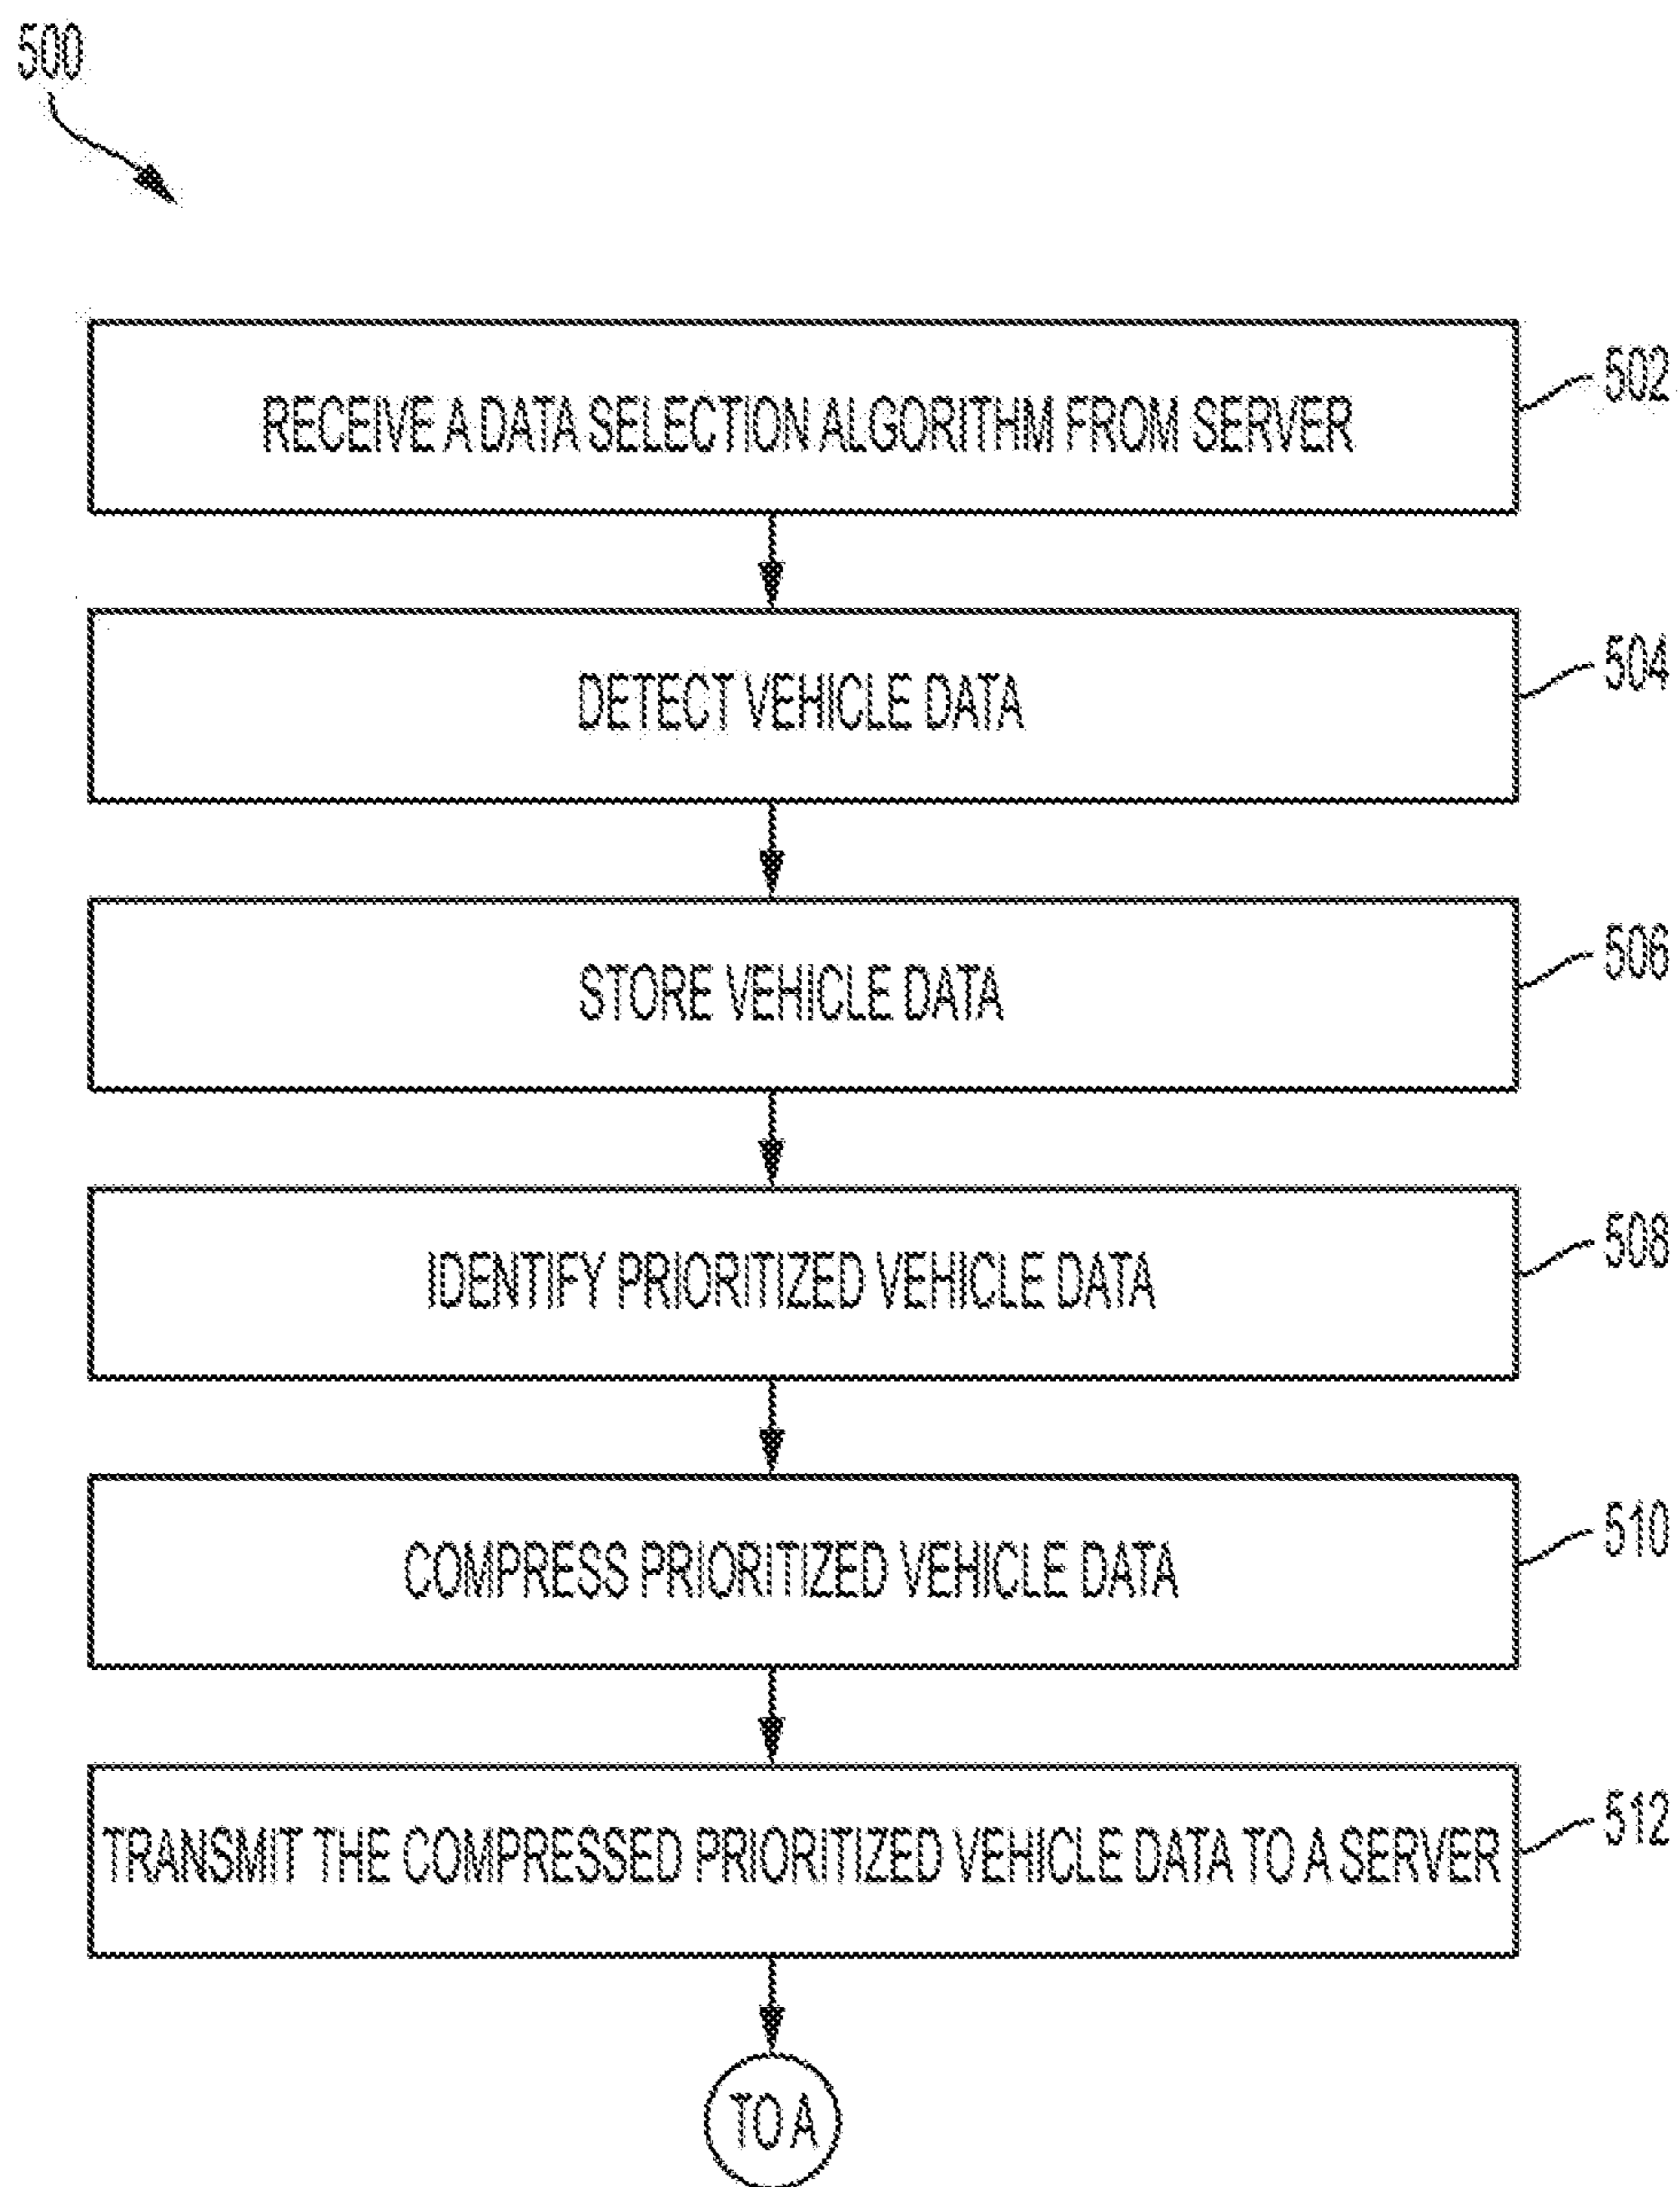 500
RECEIVE A DATA SELECTION ALGORITHM FROM SERVER
502
DETECT VEHICLE DATA
504
STORE VEHICLE DATA
506
IDENTIFY PRIORITIZED VEHICLE DATA
508
COMPRESS PRIORITIZED VEHICLE DATA
510
TRANSMIT THE COMPRESSED PRIORITIZED VEHICLE DATA TO A SERVER
512
TO A